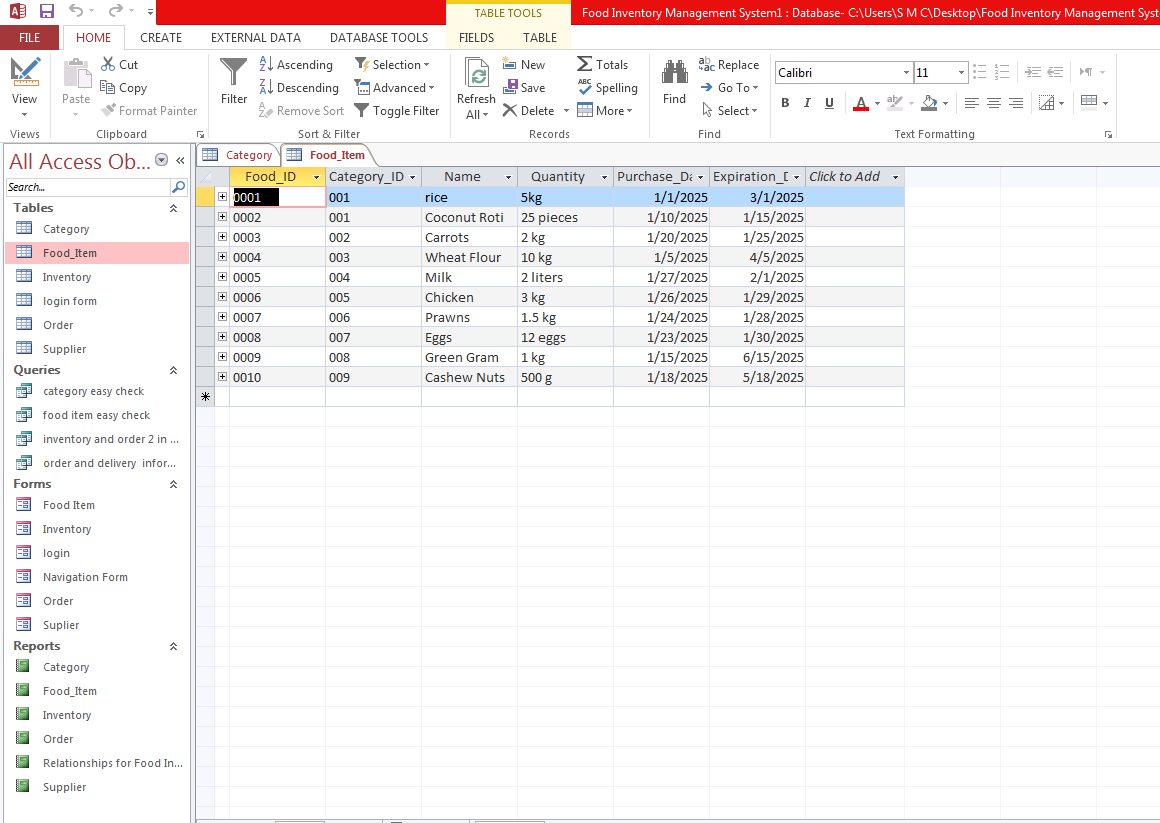 TABLE TOOLS
Food Inventory Management System1 : Database- C:\Users\S M C\Desktop\Food Inventory Management Syst
FILE HOME CREATE EXTERNAL DATA DATABASE TOOLS FIELDS TABLE
View
Views
Paste
Cut
Copy
Format Painter
Clipboard
Filter
Ascending
Descending
Remove Sort
Selection
Advanced
Toggle Filter
Sort & Filter
Refresh
All
New
Save
Delete
Totals
Spelling
More
Records
Find
Replace
Go To
Select
Find
Calibri 11
B I U A
Text Formatting
All Access Ob...
Search...
Tables
Category
Food_Item
Inventory
login form
Order
Supplier
Queries
category easy check
food item easy check
inventory and order 2 in ...
order and delivery infor...
Forms
Food Item
Inventory
login
Navigation Form
Order
Suplier
Reports
Category
Food_Item
Inventory
Order
Relationships for Food In...
Supplier
Category Food_Item
Food_ID Category_ID Name Quantity Purchase_Da Expiration_D Click to Add
0001 001 rice 5kg 1/1/2025 3/1/2025
0002 001 Coconut Roti 25 pieces 1/10/2025 1/15/2025
0003 002 Carrots 2 kg 1/20/2025 1/25/2025
0004 003 Wheat Flour 10 kg 1/5/2025 4/5/2025
0005 004 Milk 2 liters 1/27/2025 2/1/2025
0006 005 Chicken 3 kg 1/26/2025 1/29/2025
0007 006 Prawns 1.5 kg 1/24/2025 1/28/2025
0008 007 Eggs 12 eggs 1/23/2025 1/30/2025
0009 008 Green Gram 1 kg 1/15/2025 6/15/2025
0010 009 Cashew Nuts 500 g 1/18/2025 5/18/2025